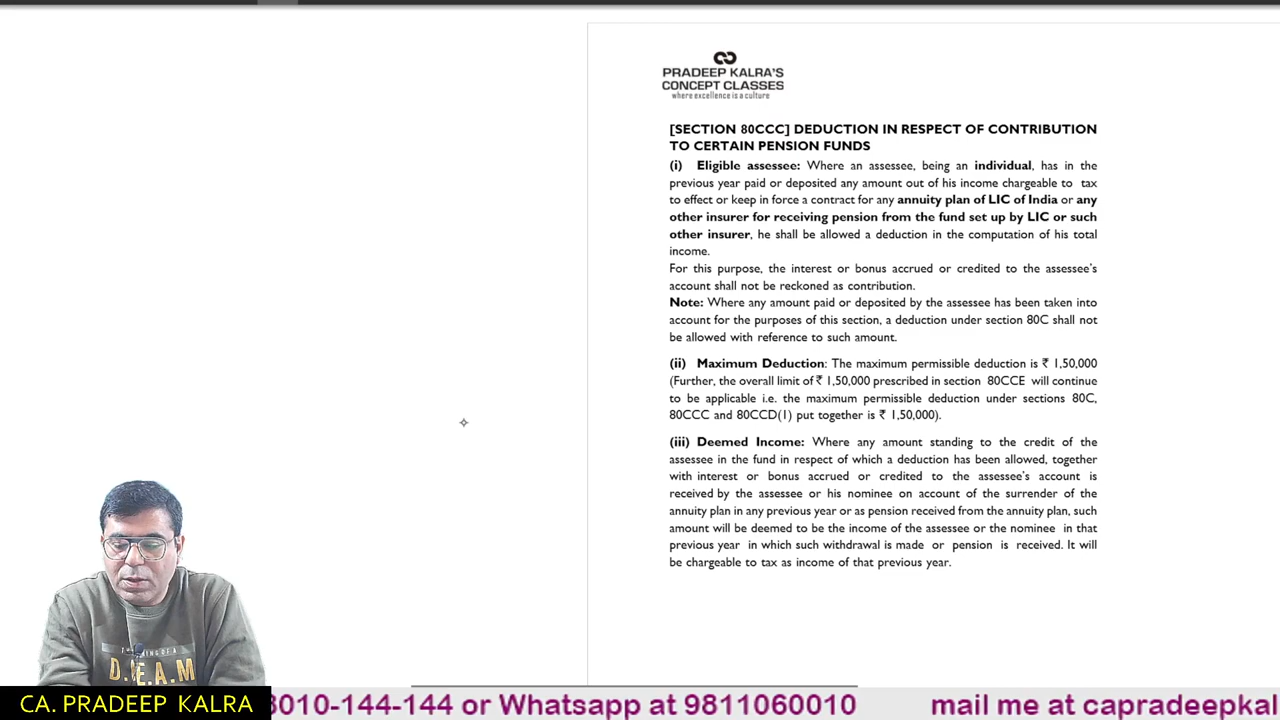 PRADEEP KALRA'S
CONCEPT CLASSES
where excellence is a culture
[SECTION 80CCC] DEDUCTION IN RESPECT OF CONTRIBUTION
TO CERTAIN PENSION FUNDS
(i) Eligible assessee: Where an assessee, being an individual, has in the
previous year paid or deposited any amount out of his income chargeable to tax
to effect or keep in force a contract for any annuity plan of LIC of India or any
other insurer for receiving pension from the fund set up by LIC or such
other insurer, he shall be allowed a deduction in the computation of his total
income.
For this purpose, the interest or bonus accrued or credited to the assessee's
account shall not be reckoned as contribution.
Note: Where any amount paid or deposited by the assessee has been taken into
account for the purposes of this section, a deduction under section 80C shall not
be allowed with reference to such amount.
(ii) Maximum Deduction: The maximum permissible deduction is ₹ 1,50,000
(Further, the overall limit of ₹ 1,50,000 prescribed in section 80CCE will continue
to be applicable i.e. the maximum permissible deduction under sections 80C,
80CCC and 80CCD(1) put together is ₹ 1,50,000).
(iii) Deemed Income: Where any amount standing to the credit of the
assessee in the fund in respect of which a deduction has been allowed, together
with interest or bonus accrued or credited to the assessee's account is
received by the assessee or his nominee on account of the surrender of the
annuity plan in any previous year or as pension received from the annuity plan, such
amount will be deemed to be the income of the assessee or the nominee in that
previous year in which such withdrawal is made or pension is received. It will
be chargeable to tax as income of that previous year.
D.E.A.M
CA. PRADEEP KALRA
8010-144-144 or Whatsapp at 9811060010 mail me at capradeepkal